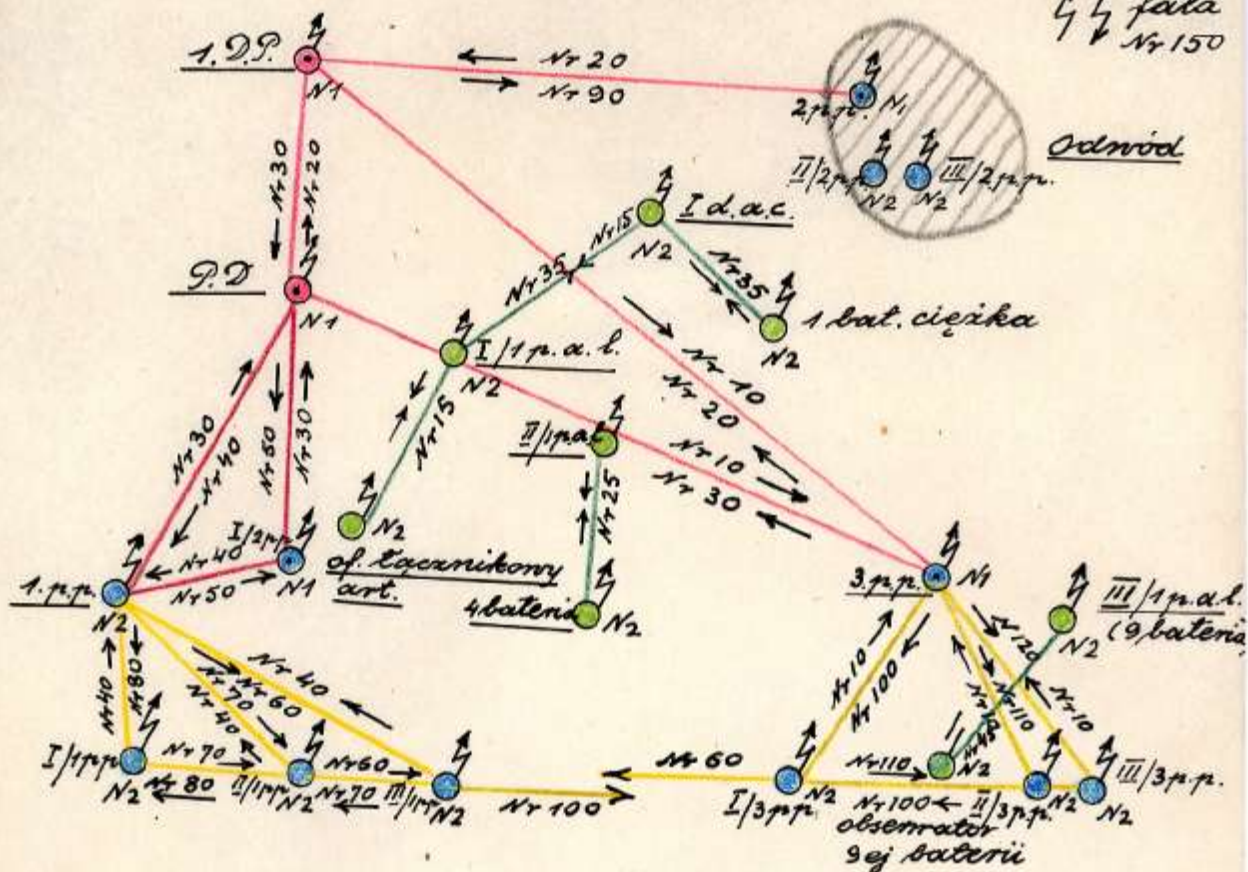 fala
Nr 150
1. D.P.
N1
Nr 20
Nr 90
2 p.p. N1
Odwód
II/2 p.p.
N2
III/2 p.p.
N2
Nr 30
Nr 20
I d.a.c.
N2
Nr 15
Nr 35
Nr 35
1 bat. ciężka
N2
P.D
N1
I/1 p.a.l.
N2
Nr 10
Nr 20
Nr 15
II/1 p.a.l.
Nr 10
Nr 30
Nr 25
Nr 30
Nr 40
Nr 50
Nr 30
N2
of. łącznikowy
art.
4 bateria
N2
I/2 p.p.
N1
Nr 40
Nr 50
1. p.p.
N2
3. p.p.
N1
III/1 p.a.l.
(9 bateria)
N2
Nr 40
Nr 80
Nr 70
Nr 40
Nr 60
Nr 40
Nr 10
Nr 100
Nr 120
Nr 110
Nr 10
Nr 45
I/1 p.p.
N2
Nr 70
Nr 80
II/1 p.p.
N2
Nr 60
Nr 70
III/1 p.p.
N2
Nr 60
Nr 100
I/3 p.p.
N2
Nr 110
N2
Nr 100
II/3 p.p.
N2
III/3 p.p.
N2
obserwator
9ej baterii